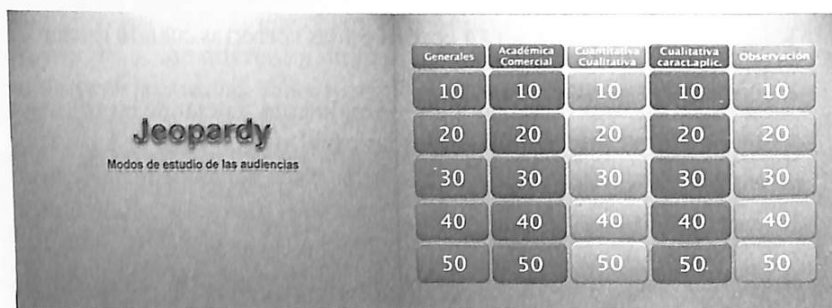 Jeopardy
Modos de estudio de las audiencias
Generales
Académica
Comercial
Cuantitativa
Cualitativa
Cualitativa
caract.aplic.
Observación
10 10 10 10 10
20 20 20 20 20
30 30 30 30 30
40 40 40 40 40
50 50 50 50 50